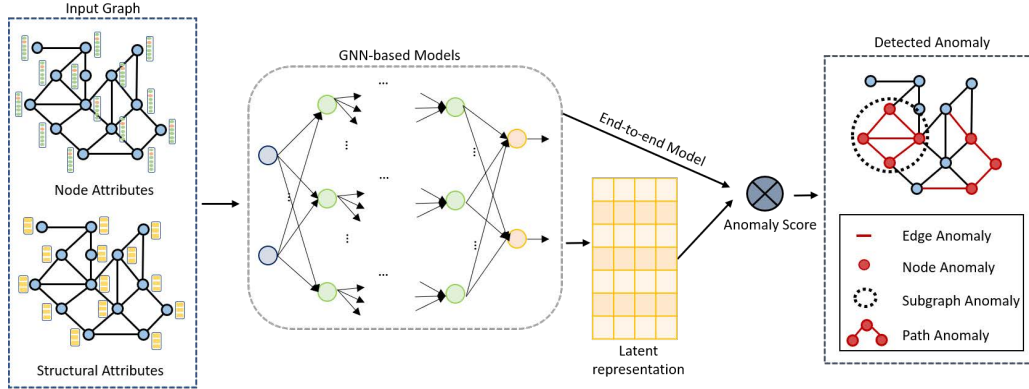 Input Graph
Node Attributes
Structural Attributes
GNN-based Models
...
...
...
...
...
...
...
...
...
End-to-end Model
Latent
representation
Anomaly Score
Detected Anomaly
Edge Anomaly
Node Anomaly
Subgraph Anomaly
Path Anomaly